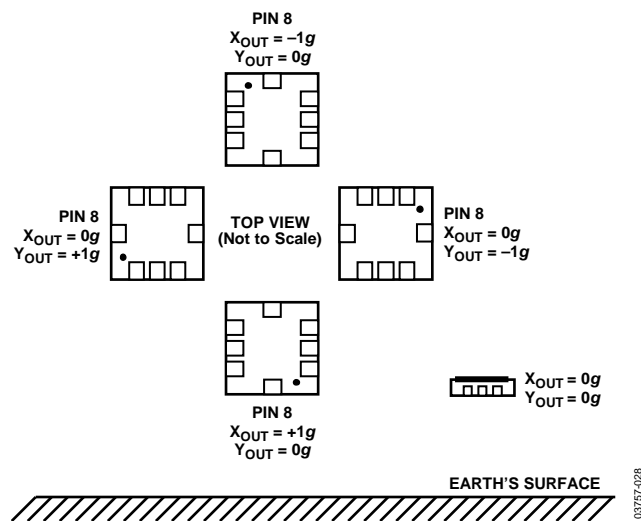 PIN 8
XOUT = –1g
YOUT = 0g
PIN 8
XOUT = 0g
YOUT = +1g
TOP VIEW
(Not to Scale)
PIN 8
XOUT = 0g
YOUT = –1g
PIN 8
XOUT = +1g
YOUT = 0g
XOUT = 0g
YOUT = 0g
EARTH'S SURFACE
03757-028